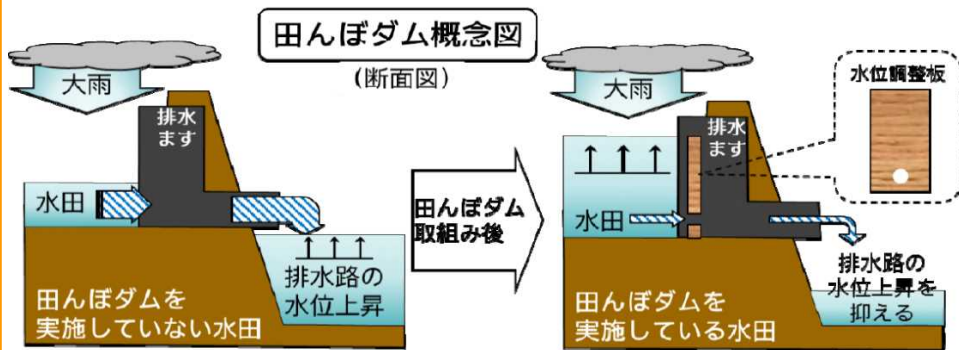 田んぼダム概念図
(断面図)
大雨
排水
ます
水田
排水路の
水位上昇
田んぼダムを
実施していない水田
田んぼダム
取組み後
大雨
排水
ます
水位調整板
水田
排水路の
水位上昇を
抑える
田んぼダムを
実施している水田